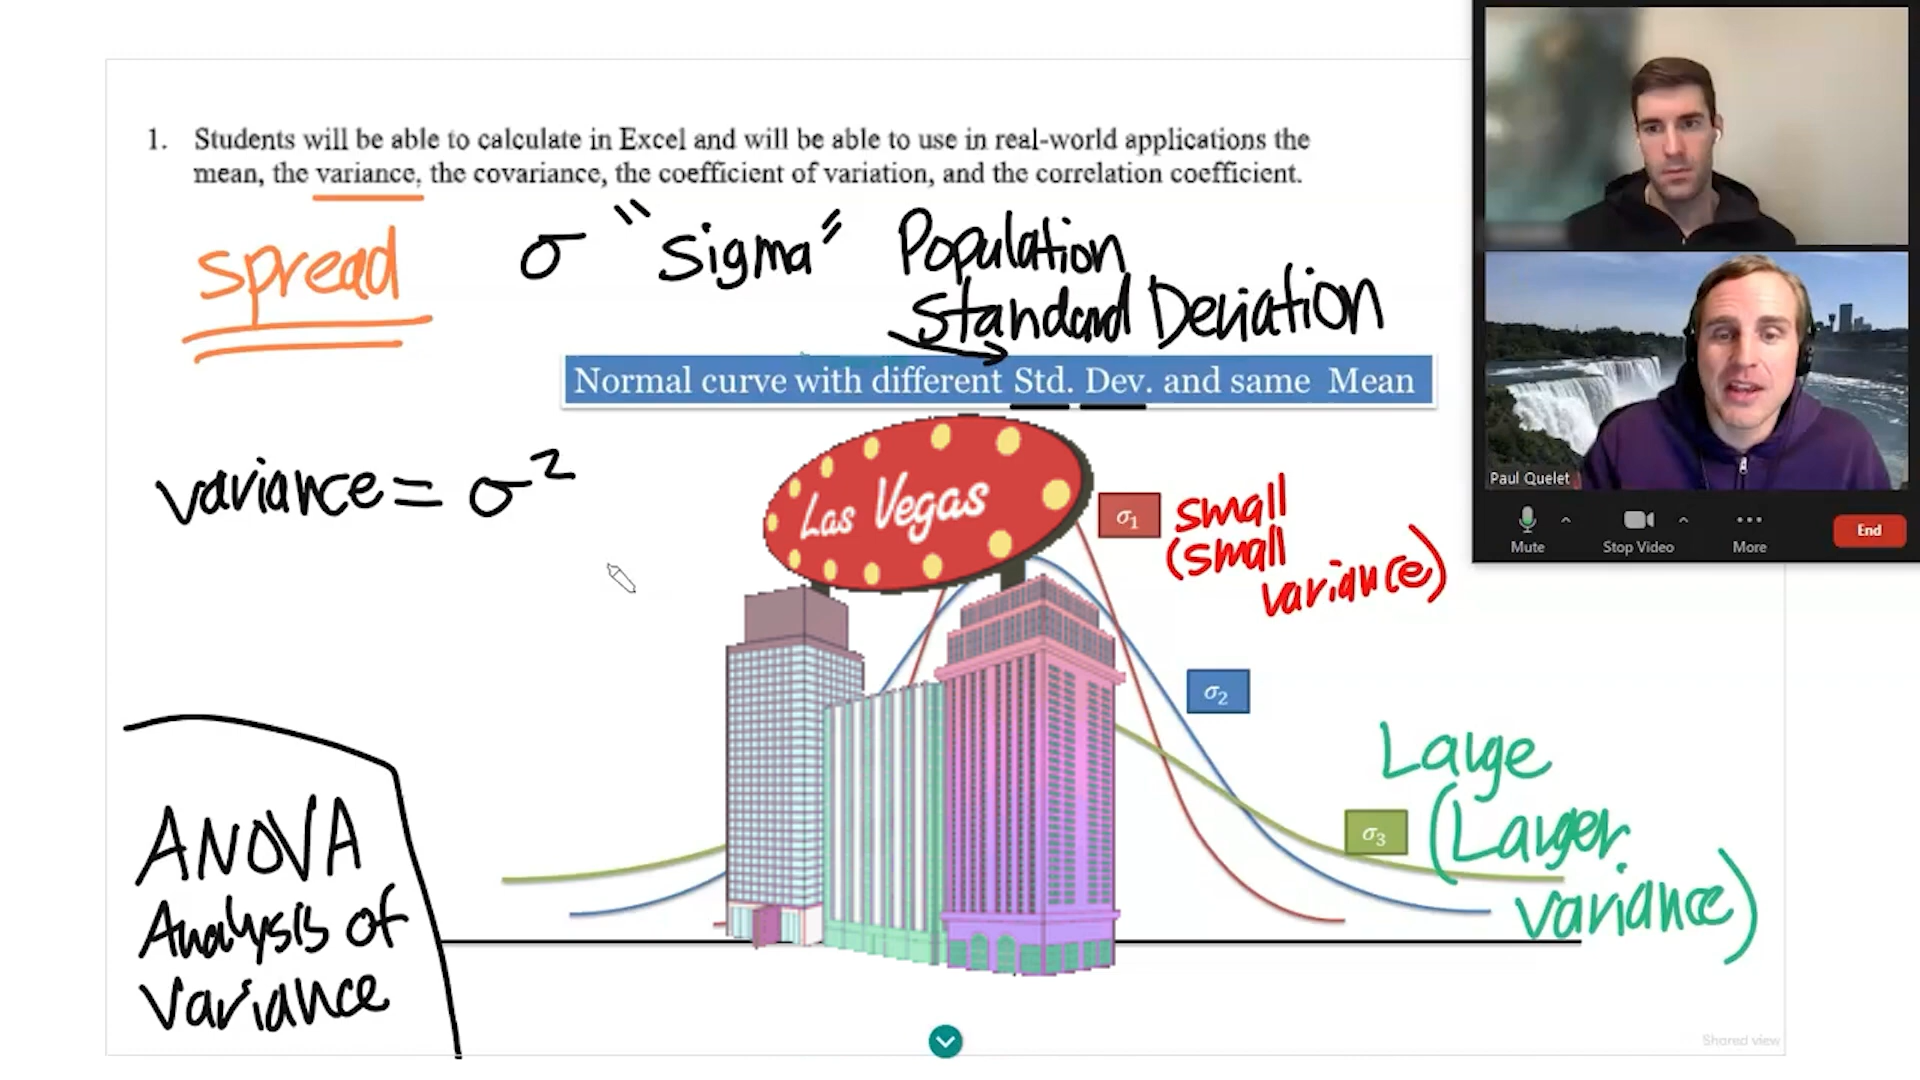 1. Students will be able to calculate in Excel and will be able to use in real-world applications the
mean, the variance, the covariance, the coefficient of variation, and the correlation coefficient.
spread
σ "Sigma" Population
Standard Deviation
Normal curve with different Std. Dev. and same Mean
variance = σ²
Las Vegas
σ₁
small
(small
variance)
σ₂
Large
(Larger
variance)
σ₃
ANOVA
Analysis of
Variance
Shared view
Paul Quelet
Mute
Stop Video
More
End